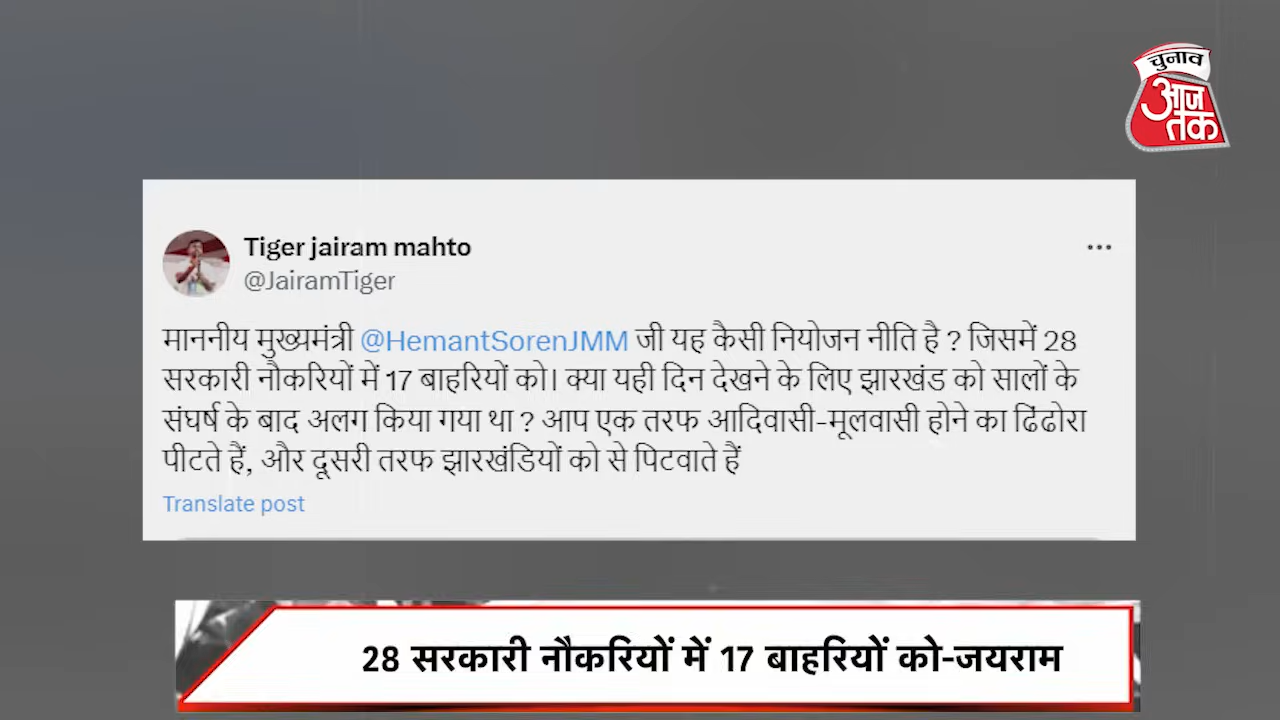 चुनाव
आज
तक
Tiger jairam mahto
@JairamTiger
माननीय मुख्यमंत्री @HemantSorenJMM जी यह कैसी नियोजन नीति है ? जिसमें 28
सरकारी नौकरियों में 17 बाहरियों को। क्या यही दिन देखने के लिए झारखंड को सालों के
संघर्ष के बाद अलग किया गया था ? आप एक तरफ आदिवासी-मूलवासी होने का ढिंढोरा
पीटते हैं, और दूसरी तरफ झारखंडियों को से पिटवाते हैं
Translate post
28 सरकारी नौकरियों में 17 बाहरियों को-जयराम